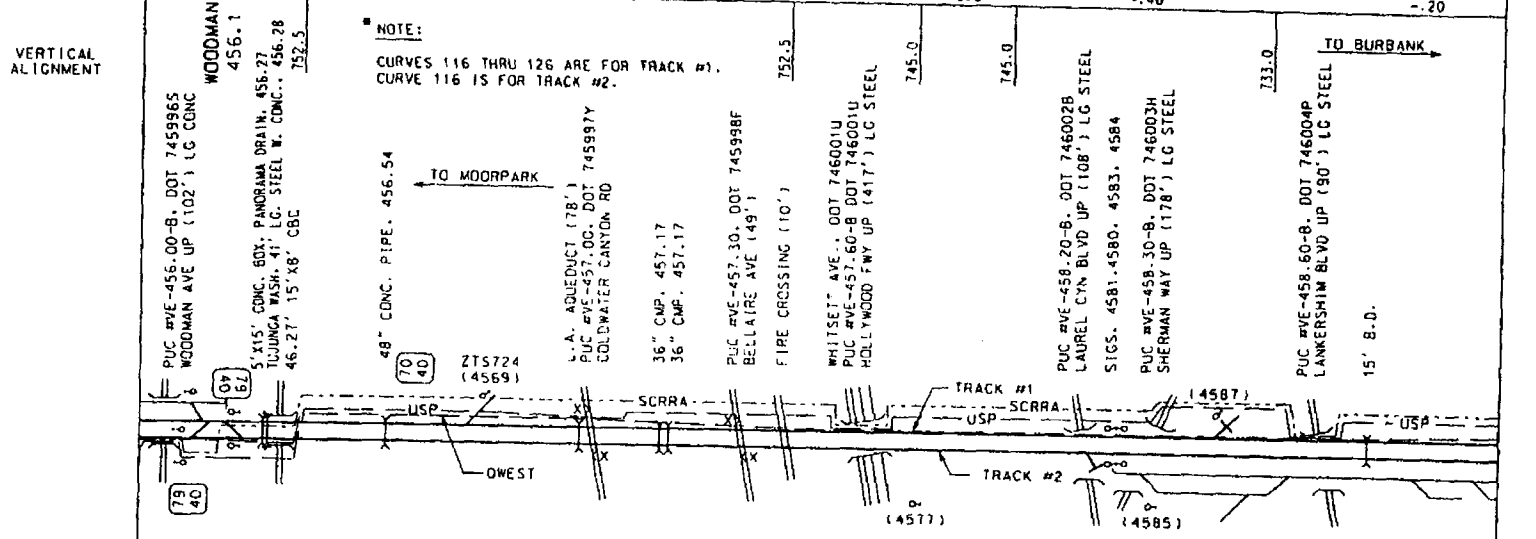 -.40
-.20
VERTICAL
ALIGNMENT
WOODMAN
456.1
752.5
* NOTE:
CURVES 116 THRU 126 ARE FOR TRACK #1.
CURVE 116 IS FOR TRACK #2.
752.5
745.0
745.0
733.0
TO BURBANK
TO MOORPARK
PUC #VE-456.00-B. DOT 745996S
WOODMAN AVE UP (102') LG CONC
5'X15' CONC. BOX. PANORAMA DRAIN. 456.27
TUJUNGA WASH. 41' LG. STEEL W. CONC.. 456.28
46.27' 15'X8' CBC
48" CONC. PIPE. 456.54
L.A. AQUEDUCT (78')
PUC #VE-457.00. DOT 745997Y
COLDWATER CANYON RD
36" CMP. 457.17
36" CMP. 457.17
PUC #VE-457.30. DOT 745998F
BELLAIRE AVE (49')
FIRE CROSSING (10')
WHITSETT AVE.. DOT 746001U
PUC #VE-457.60-B DOT 746001U
HOLLYWOOD FWY UP (417') LG STEEL
PUC #VE-458.20-B. DOT 746002B
LAUREL CYN BLVD UP (108') LG STEEL
SIGS. 4581.4580. 4583. 4584
PUC #VE-458.30-B. DOT 746003H
SHERMAN WAY UP (178') LG STEEL
PUC #VE-458.60-B. DOT 746004P
LANKERSHIM BLVD UP (90') LG STEEL
15' B.D.
79
40
70
40
ZTS724
(4569)
USP
SCRRA
TRACK #1
USP
SCRRA
(4587)
USP
QWEST
TRACK #2
79
40
(4577)
(4585)